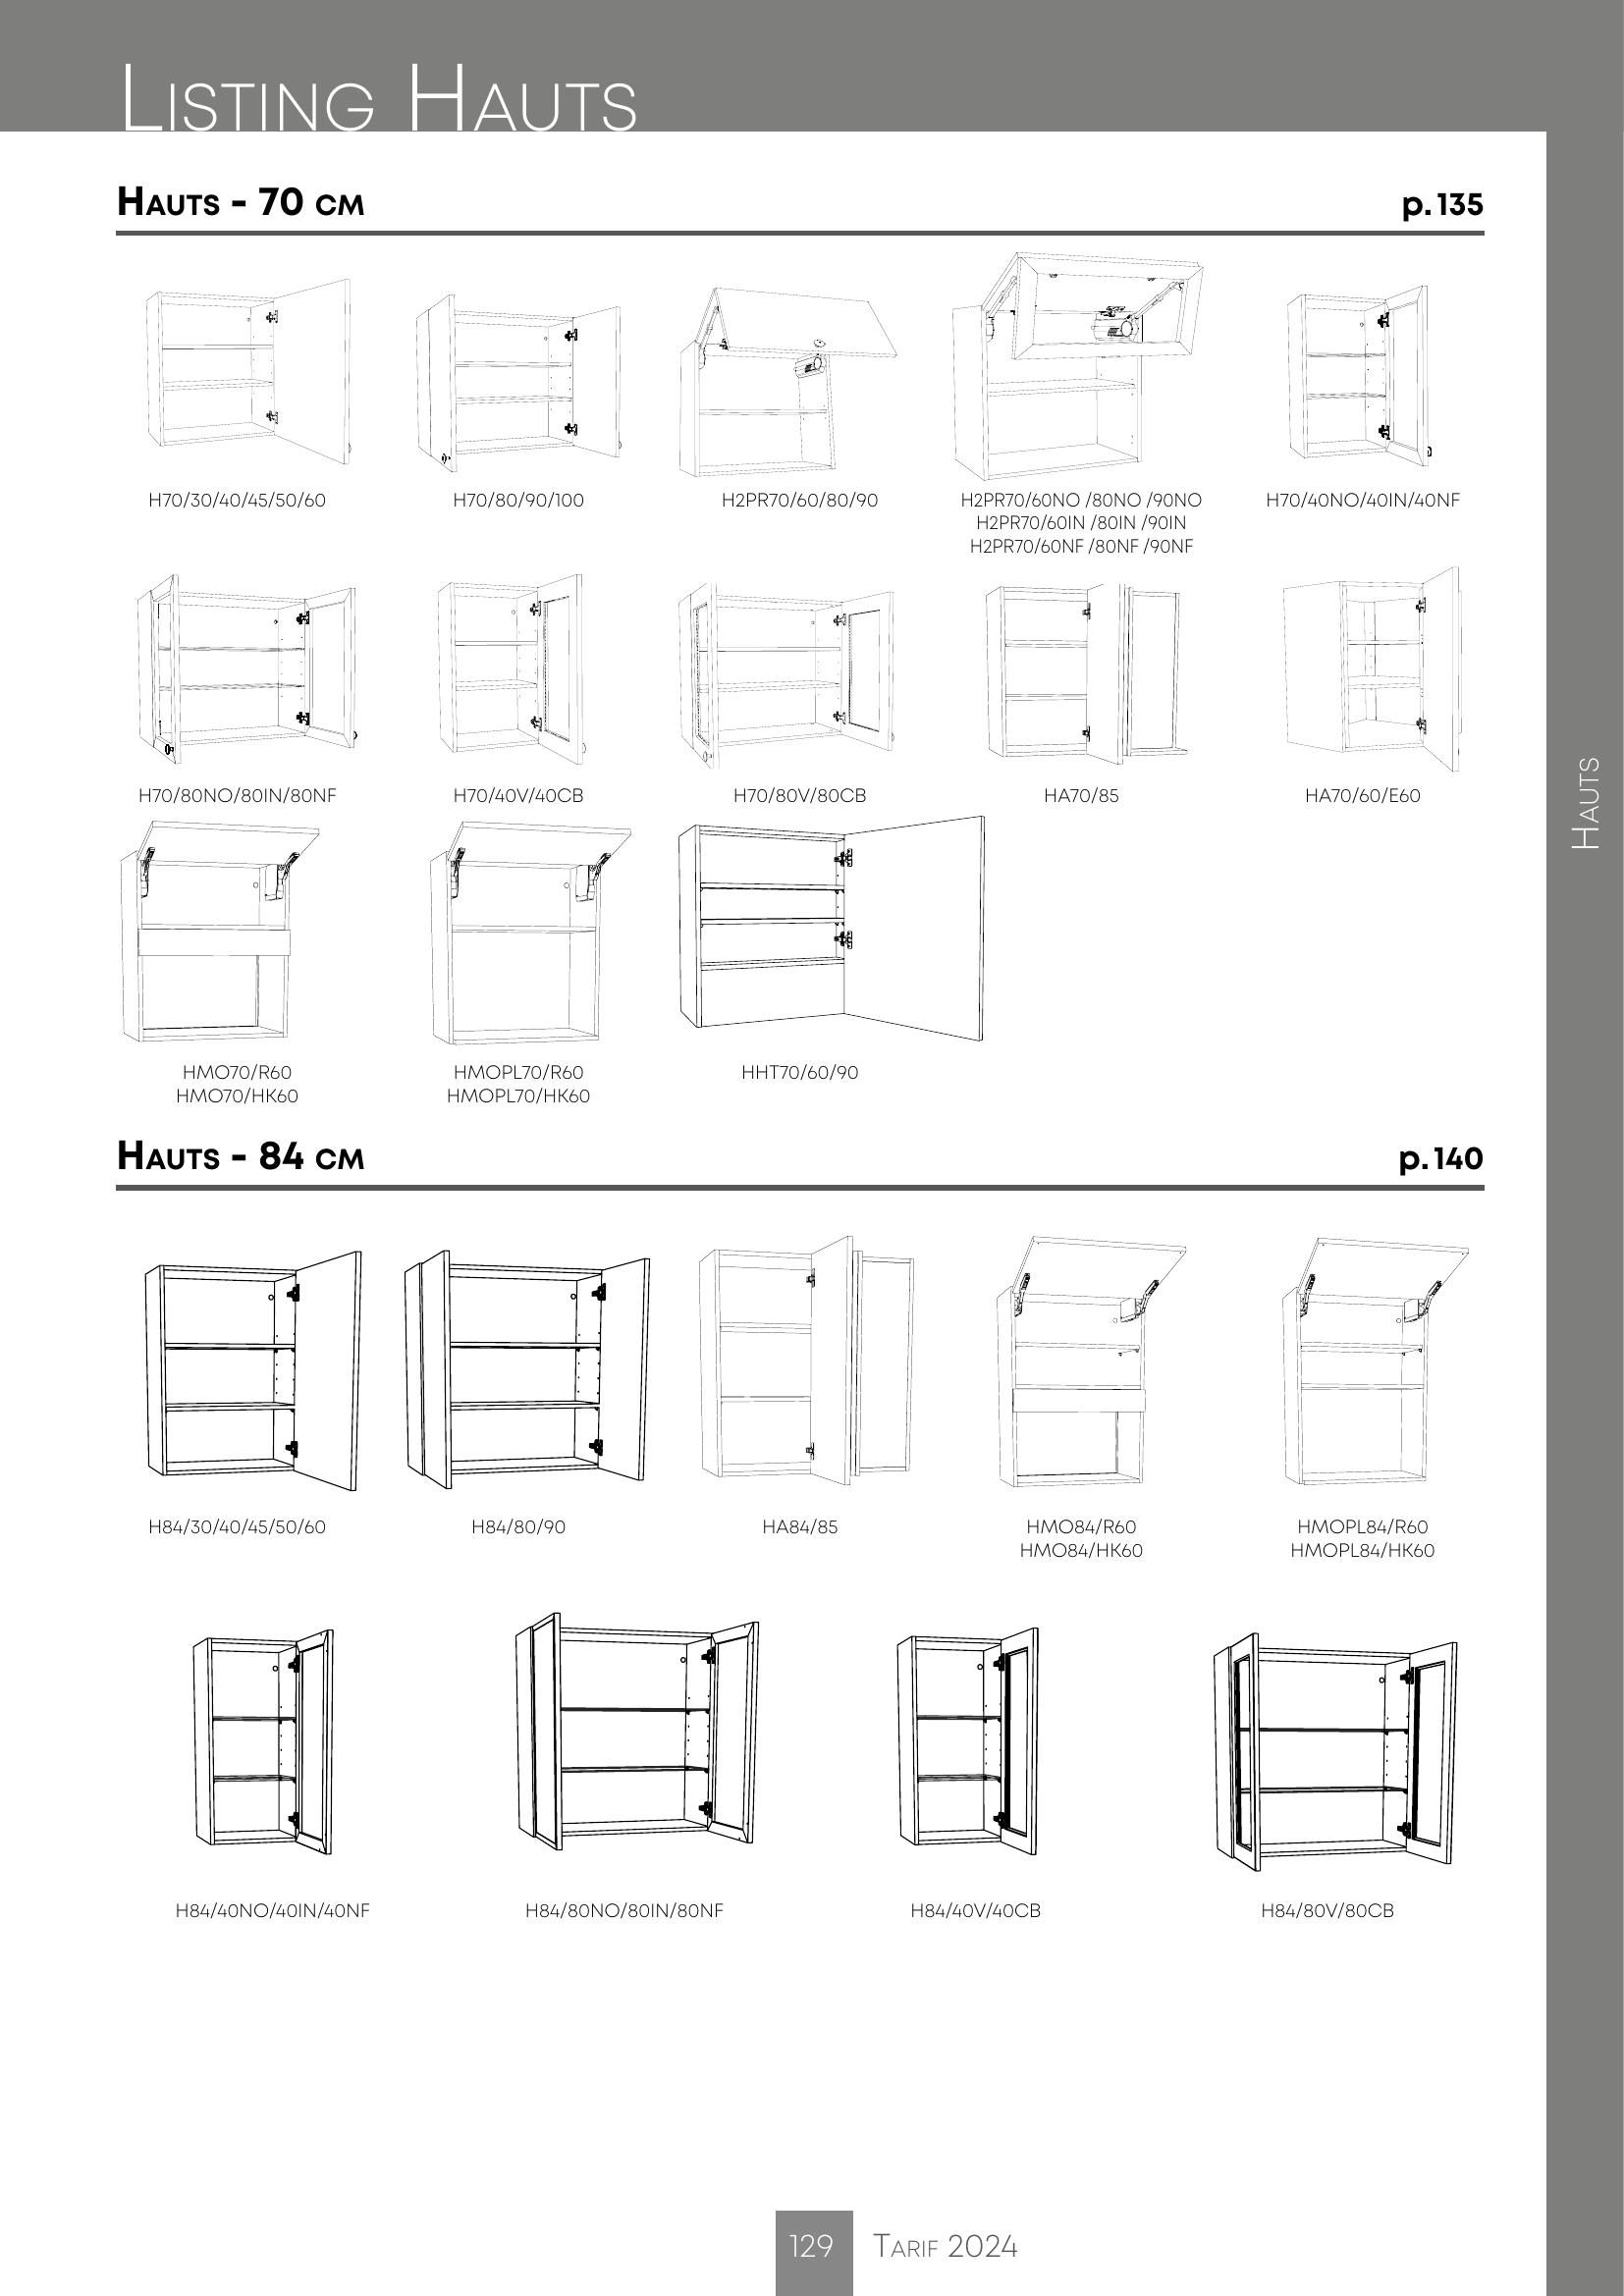 Listing Hauts
Hauts - 70 cm p.135
H70/30/40/45/50/60
H70/80/90/100
H2PR70/60/80/90
H2PR70/60NO /80NO /90NO
H2PR70/60IN /80IN /90IN
H2PR70/60NF /80NF /90NF
H70/40NO/40IN/40NF
H70/80NO/80IN/80NF
H70/40V/40CB
H70/80V/80CB
HA70/85
HA70/60/E60
HMO70/R60
HMO70/HK60
HMOPL70/R60
HMOPL70/HK60
HHT70/60/90
Hauts - 84 cm p.140
H84/30/40/45/50/60
H84/80/90
HA84/85
HMO84/R60
HMO84/HK60
HMOPL84/R60
HMOPL84/HK60
H84/40NO/40IN/40NF
H84/80NO/80IN/80NF
H84/40V/40CB
H84/80V/80CB
Hauts
129 Tarif 2024